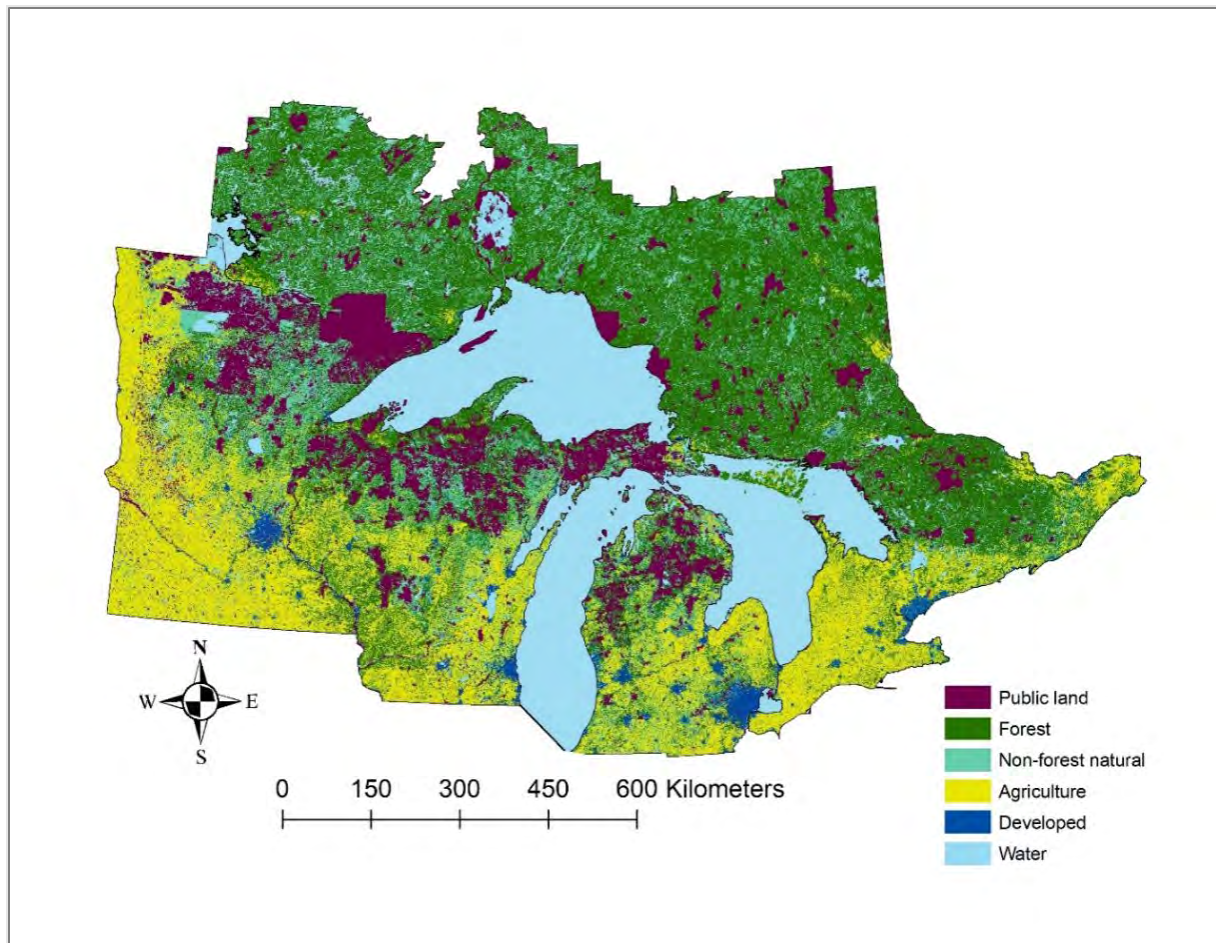 N
W E
S
0 150 300 450 600 Kilometers
Public land
Forest
Non-forest natural
Agriculture
Developed
Water